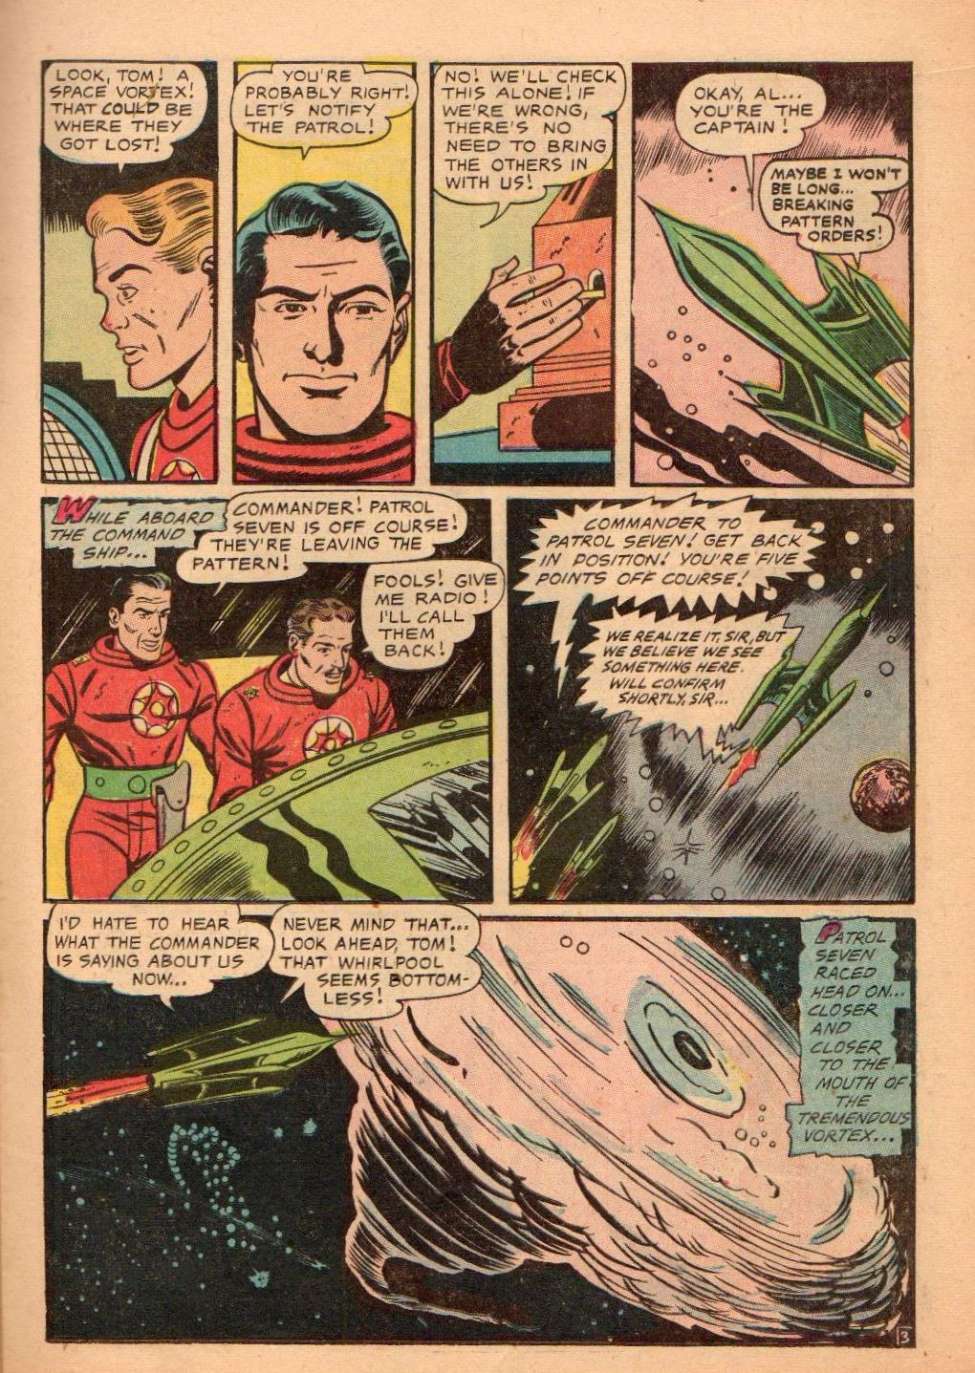 LOOK, TOM! A
SPACE VORTEX!
THAT COULD BE
WHERE THEY
GOT LOST!
YOU'RE
PROBABLY RIGHT!
LET'S NOTIFY
THE PATROL!
NO! WE'LL CHECK
THIS ALONE! IF
WE'RE WRONG,
THERE'S NO
NEED TO BRING
THE OTHERS IN
WITH US!
OKAY, AL...
YOU'RE THE
CAPTAIN!
MAYBE I WON'T
BE LONG...
BREAKING
PATTERN
ORDERS!
WHILE ABOARD
THE COMMAND
SHIP...
COMMANDER! PATROL
SEVEN IS OFF COURSE!
THEY'RE LEAVING THE
PATTERN!
FOOLS! GIVE
ME RADIO!
I'LL CALL
THEM
BACK!
COMMANDER TO
PATROL SEVEN! GET BACK
IN POSITION! YOU'RE FIVE
POINTS OFF COURSE!
WE REALIZE IT, SIR, BUT
WE BELIEVE WE SEE
SOMETHING HERE.
WILL CONFIRM
SHORTLY, SIR...
I'D HATE TO HEAR
WHAT THE COMMANDER
IS SAYING ABOUT US
NOW...
NEVER MIND THAT...
LOOK AHEAD, TOM!
THAT WHIRLPOOL
SEEMS BOTTOM-
LESS!
PATROL
SEVEN
RACED
HEAD ON...
CLOSER
AND
CLOSER
TO THE
MOUTH OF
THE
TREMENDOUS
VORTEX...
3